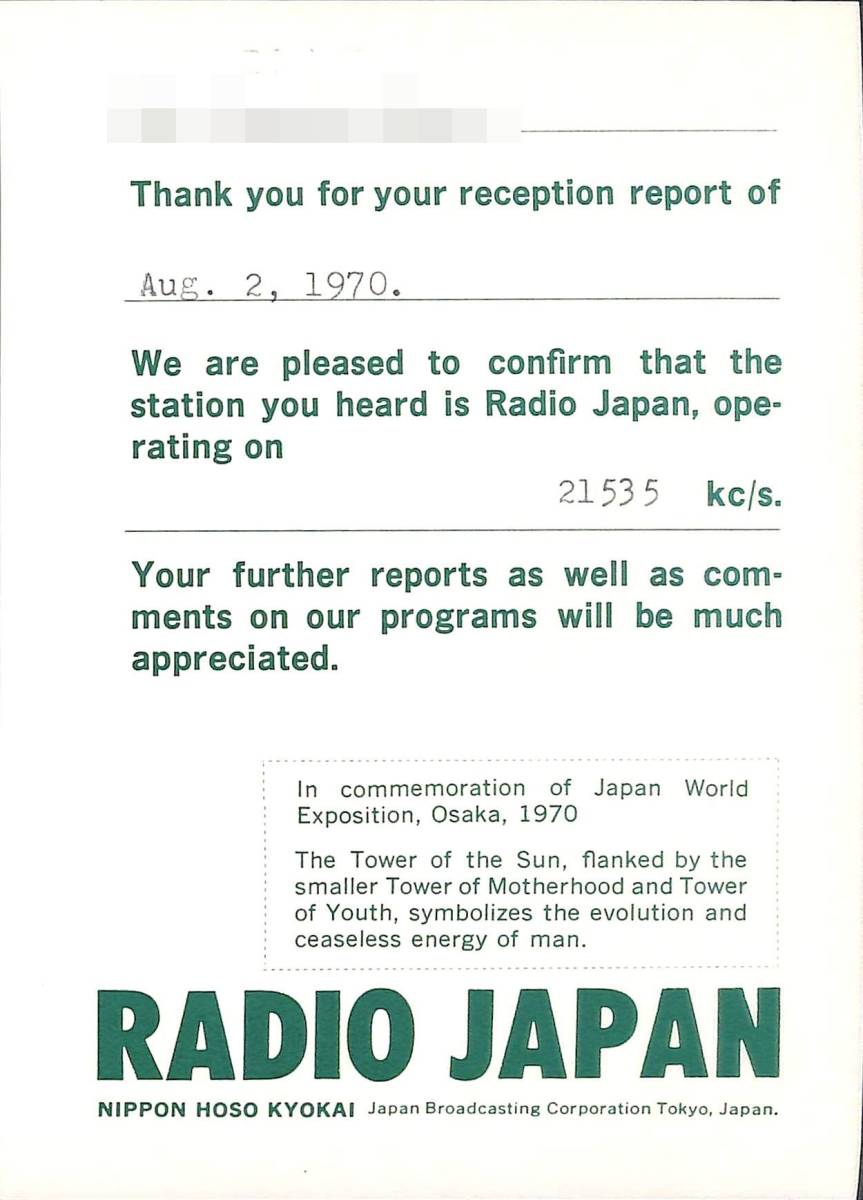 Thank you for your reception report of
Aug. 2, 1970.
We are pleased to confirm that the
station you heard is Radio Japan, ope-
rating on
21535 kc/s.
Your further reports as well as com-
ments on our programs will be much
appreciated.
In commemoration of Japan World
Exposition, Osaka, 1970
The Tower of the Sun, flanked by the
smaller Tower of Motherhood and Tower
of Youth, symbolizes the evolution and
ceaseless energy of man.
RADIO JAPAN
NIPPON HOSO KYOKAI Japan Broadcasting Corporation Tokyo, Japan.